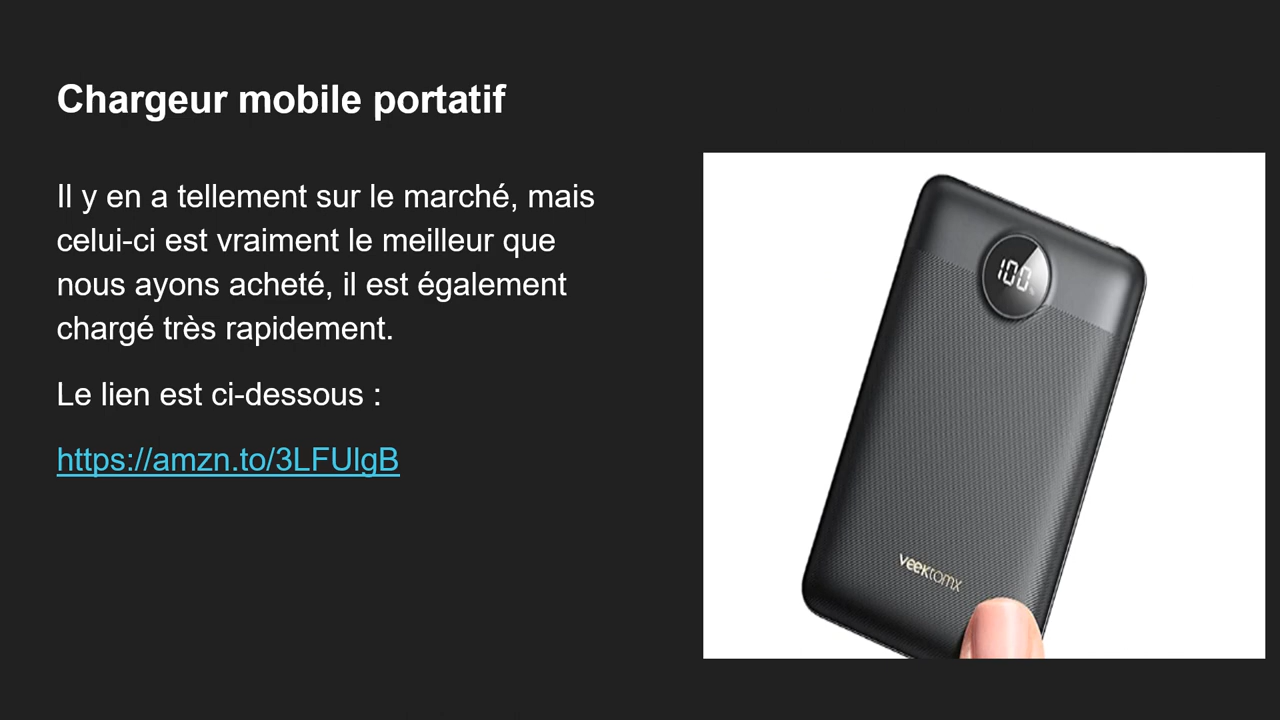 Chargeur mobile portatif
Il y en a tellement sur le marché, mais
celui-ci est vraiment le meilleur que
nous ayons acheté, il est également
chargé très rapidement.
Le lien est ci-dessous :
https://amzn.to/3LFUlgB
100%
veektomx